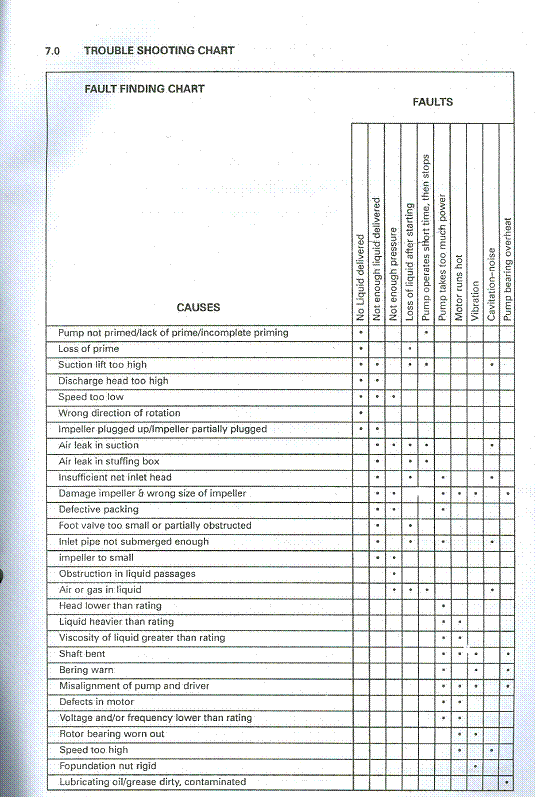 7.0 TROUBLE SHOOTING CHART
FAULT FINDING CHART
FAULTS
CAUSES
No Liquid delivered
Not enough liquid delivered
Not enough pressure
Loss of liquid after starting
Pump operates short time, then stops
Pump takes too much power
Motor runs hot
Vibration
Cavitation-noise
Pump bearing overheat
Pump not primed/lack of prime/incomplete priming
Loss of prime
Suction lift too high
Discharge head too high
Speed too low
Wrong direction of rotation
Impeller plugged up/Impeller partially plugged
Air leak in suction
Air leak in stuffing box
Insufficient net inlet head
Damage impeller & wrong size of impeller
Defective packing
Foot valve too small or partially obstructed
Inlet pipe not submerged enough
impeller to small
Obstruction in liquid passages
Air or gas in liquid
Head lower than rating
Liquid heavier than rating
Viscosity of liquid greater than rating
Shaft bent
Bering warn
Misalignment of pump and driver
Defects in motor
Voltage and/or frequency lower than rating
Rotor bearing worn out
Speed too high
Fopundation nut rigid
Lubricating oil/grease dirty, contaminated